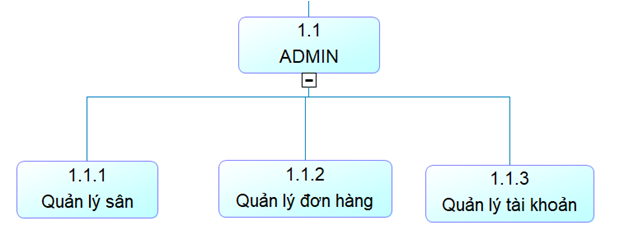 1.1
ADMIN
1.1.1
Quản lý sân
1.1.2
Quản lý đơn hàng
1.1.3
Quản lý tài khoản